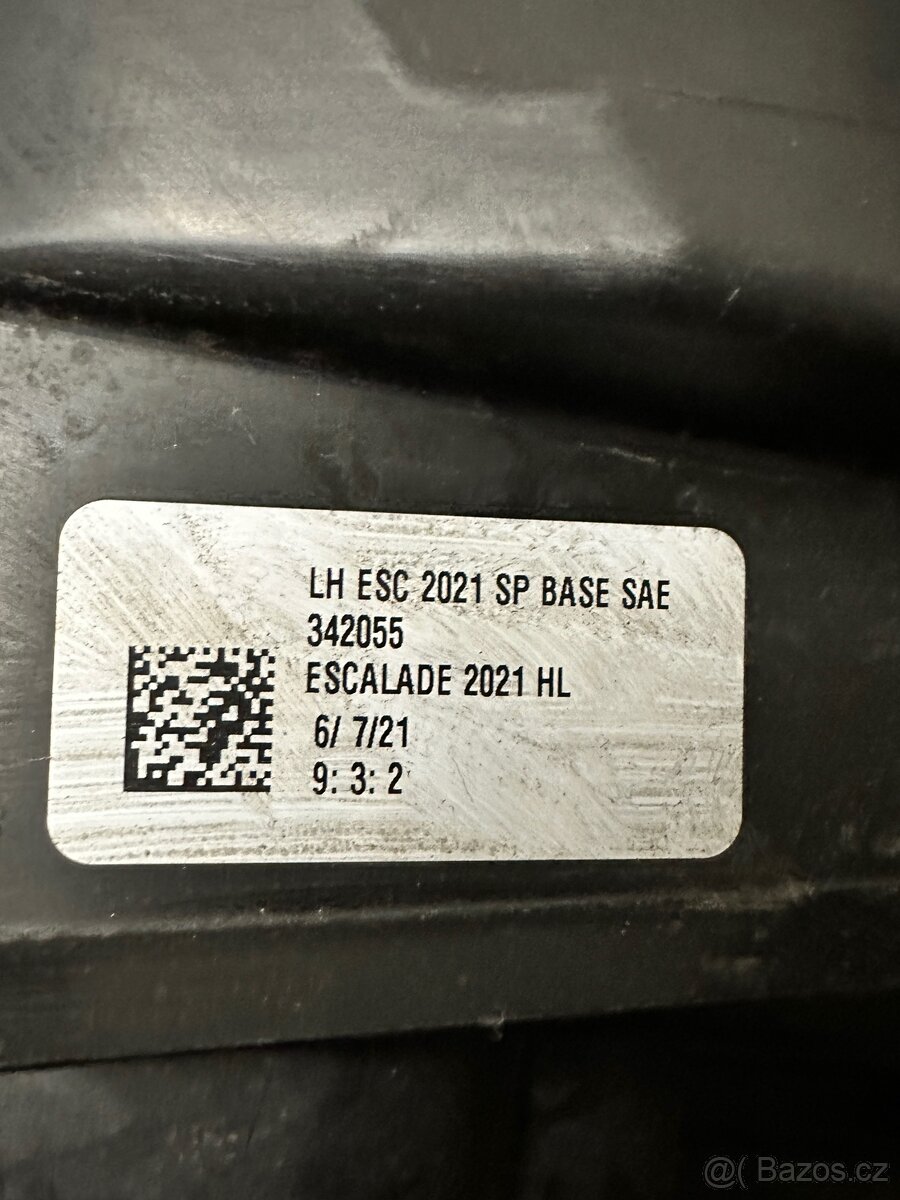 LH ESC 2021 SP BASE SAE
342055
ESCALADE 2021 HL
6/ 7/21
9: 3: 2
@( Bazos.cz